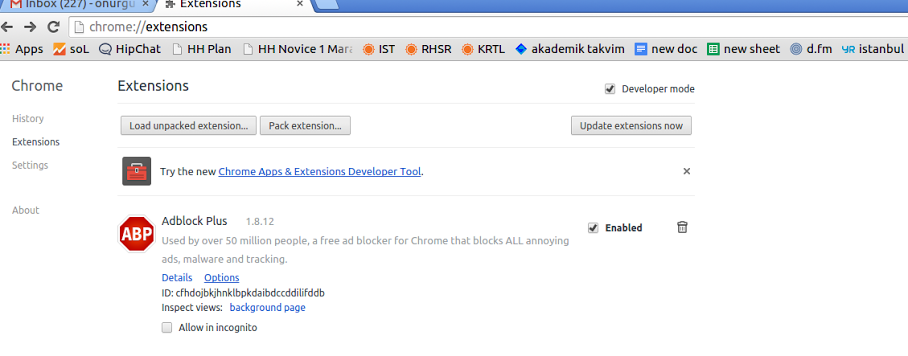 Inbox (227) - onurgu
Extensions
chrome://extensions
Apps soL HipChat HH Plan HH Novice 1 Mara IST RHSR KRTL akademik takvim new doc new sheet d.fm YR istanbul
Chrome Extensions
Developer mode
History
Load unpacked extension... Pack extension... Update extensions now
Extensions
Settings
Try the new Chrome Apps & Extensions Developer Tool. ×
About
Adblock Plus 1.8.12
ABP
Enabled
Used by over 50 million people, a free ad blocker for Chrome that blocks ALL annoying
ads, malware and tracking.
Details Options
ID: cfhdojbkjhnklbpkdaibdccddilifddb
Inspect views: background page
Allow in incognito